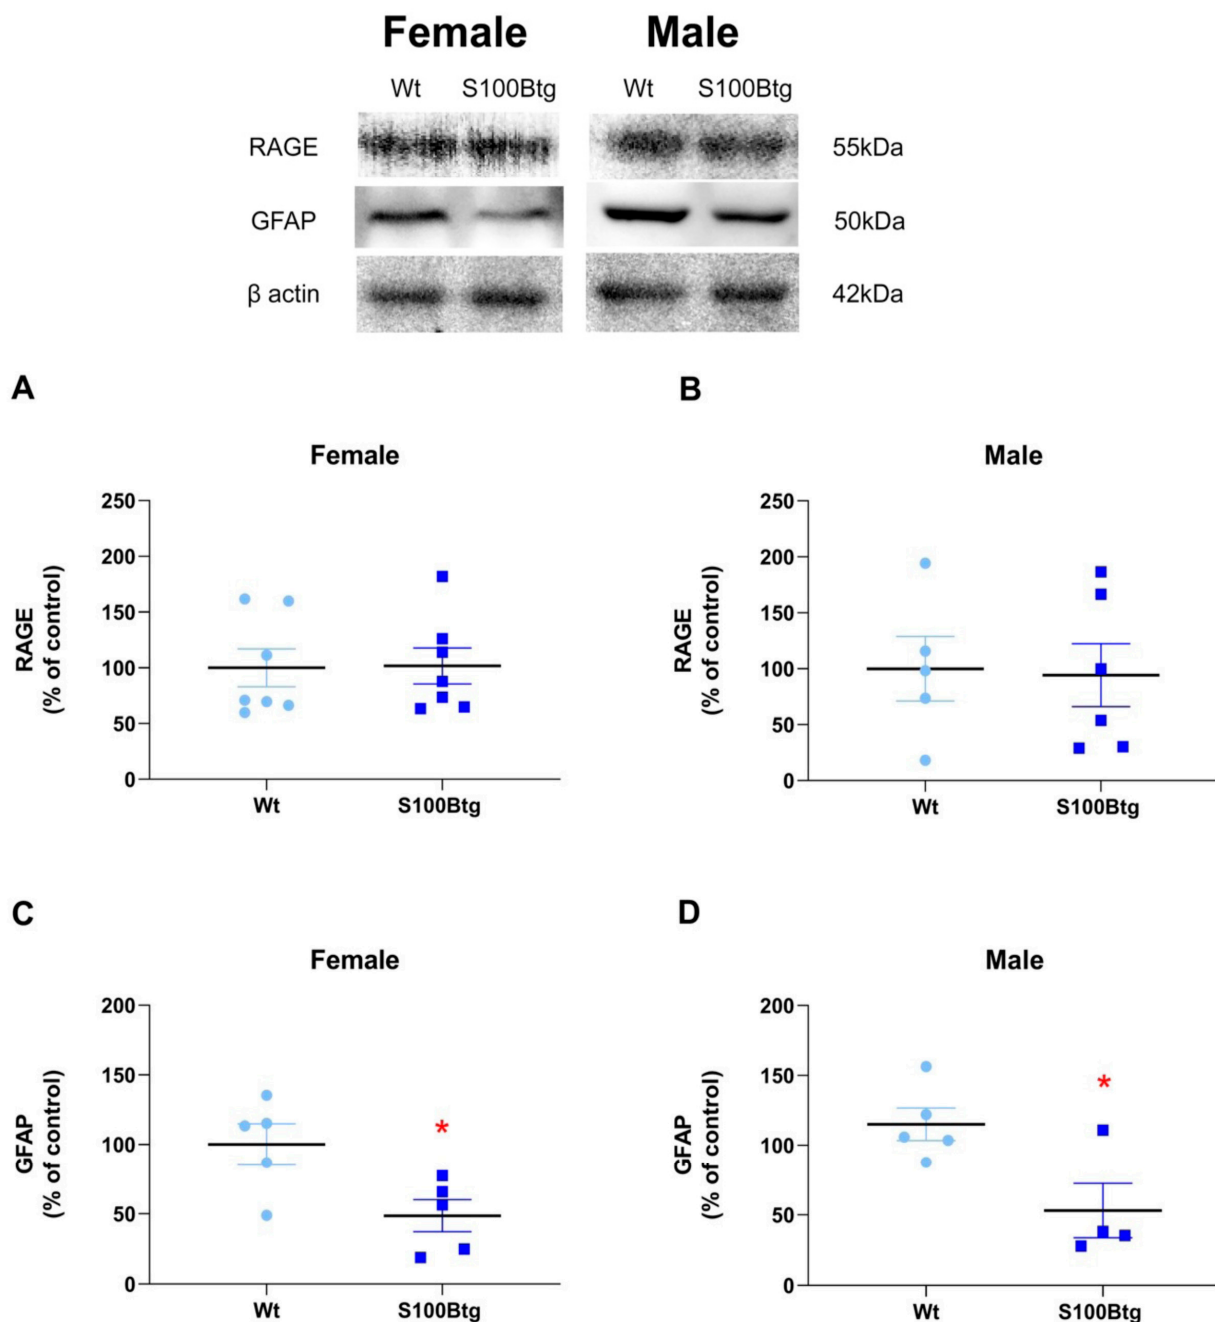 Female Male
Wt S100Btg Wt S100Btg
RAGE 55kDa
GFAP 50kDa
β actin 42kDa
A
Female
RAGE
(% of control)
250
200
150
100
50
0
Wt S100Btg
B
Male
RAGE
(% of control)
250
200
150
100
50
0
Wt S100Btg
C
Female
GFAP
(% of control)
200
150
100
50
0
*
Wt S100Btg
D
Male
GFAP
(% of control)
200
150
100
50
0
*
Wt S100Btg